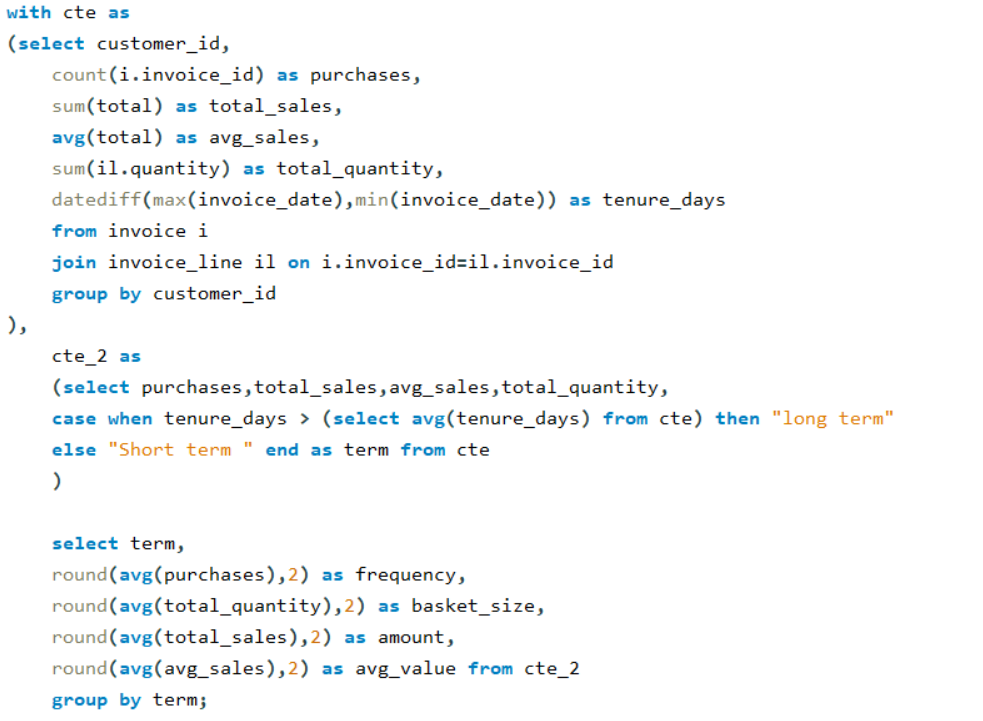 with cte as
(select customer_id,
    count(i.invoice_id) as purchases,
    sum(total) as total_sales,
    avg(total) as avg_sales,
    sum(il.quantity) as total_quantity,
    datediff(max(invoice_date),min(invoice_date)) as tenure_days
    from invoice i
    join invoice_line il on i.invoice_id=il.invoice_id
    group by customer_id
),
    cte_2 as
    (select purchases,total_sales,avg_sales,total_quantity,
    case when tenure_days > (select avg(tenure_days) from cte) then "long term"
    else "Short term " end as term from cte
    )

    select term,
    round(avg(purchases),2) as frequency,
    round(avg(total_quantity),2) as basket_size,
    round(avg(total_sales),2) as amount,
    round(avg(avg_sales),2) as avg_value from cte_2
    group by term;